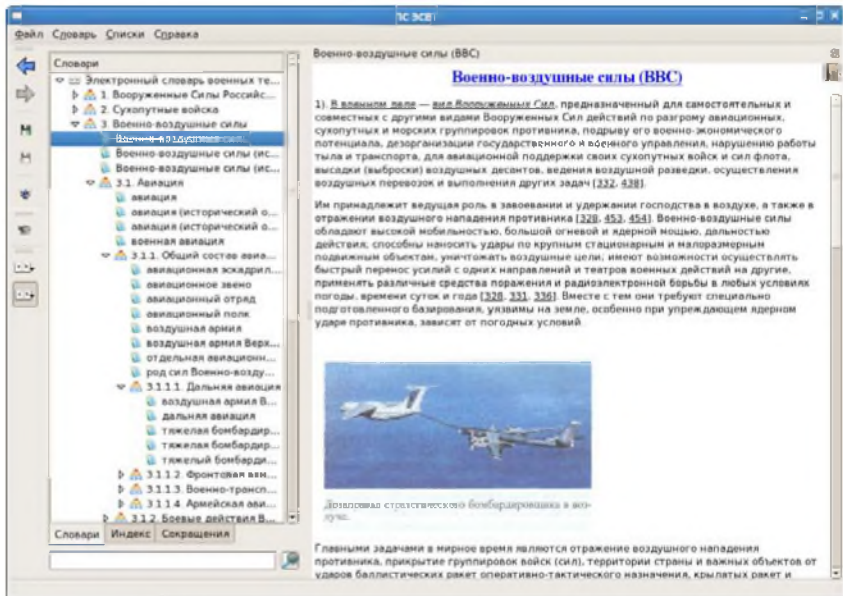 ПС ЭСВТ
Файл Словарь Списки Справка
Словари
Электронный словарь военных те...
1. Вооруженные Силы Российс...
2. Сухопутные войска
3. Военно-воздушные силы
Военно-воздушные силы (ис...
Военно-воздушные силы (ис...
3.1. Авиация
авиация
авиация (исторический о...
авиация (исторический о...
военная авиация
3.1.1. Общий состав авиа...
авиационная эскадрил...
авиационное звено
авиационный отряд
авиационный полк
воздушная армия
воздушная армия Верх...
отдельная авиационн...
род сил Военно-возду...
3.1.1.1. Дальняя авиация
воздушная армия В...
дальняя авиация
тяжелая бомбардир...
тяжелая бомбардир...
тяжелый бомбарди...
3.1.1.2. Фронтовая ави...
3.1.1.3. Военно-трансп...
3.1.1.4. Армейская ави...
3.1.2. Боевые действия В...
Словари Индекс Сокращения
Военно-воздушные силы (ВВС)
Военно-воздушные силы (ВВС)
1). В военном деле — вид Вооруженных Сил, предназначенный для самостоятельных и
совместных с другими видами Вооруженных Сил действий по разгрому авиационных,
сухопутных и морских группировок противника, подрыву его военно-экономического
потенциала, дезорганизации государственного и военного управления, нарушению работы
тыла и транспорта, для авиационной поддержки своих сухопутных войск и сил флота,
высадки (выброски) воздушных десантов, ведения воздушной разведки, осуществления
воздушных перевозок и выполнения других задач [332, 438].
Им принадлежит ведущая роль в завоевании и удержании господства в воздухе, а также в
отражении воздушного нападения противника [328, 453, 454]. Военно-воздушные силы
обладают высокой мобильностью, большой огневой и ядерной мощью, дальностью
действия, способны наносить удары по крупным стационарным и малоразмерным
подвижным объектам, уничтожать воздушные цели, имеют возможности осуществлять
быстрый перенос усилий с одних направлений и театров военных действий на другие,
применять различные средства поражения и радиоэлектронной борьбы в любых условиях
погоды, времени суток и года [328, 331, 336]. Вместе с тем они требуют специально
подготовленного базирования, уязвимы на земле, особенно при упреждающем ядерном
ударе противника, зависят от погодных условий
Дозаправка стратегического бомбардировщика в воз-
духе.
Главными задачами в мирное время являются отражение воздушного нападения
противника, прикрытие группировок войск (сил), территории страны и важных объектов от
ударов баллистических ракет оперативно-тактического назначения, крылатых ракет и